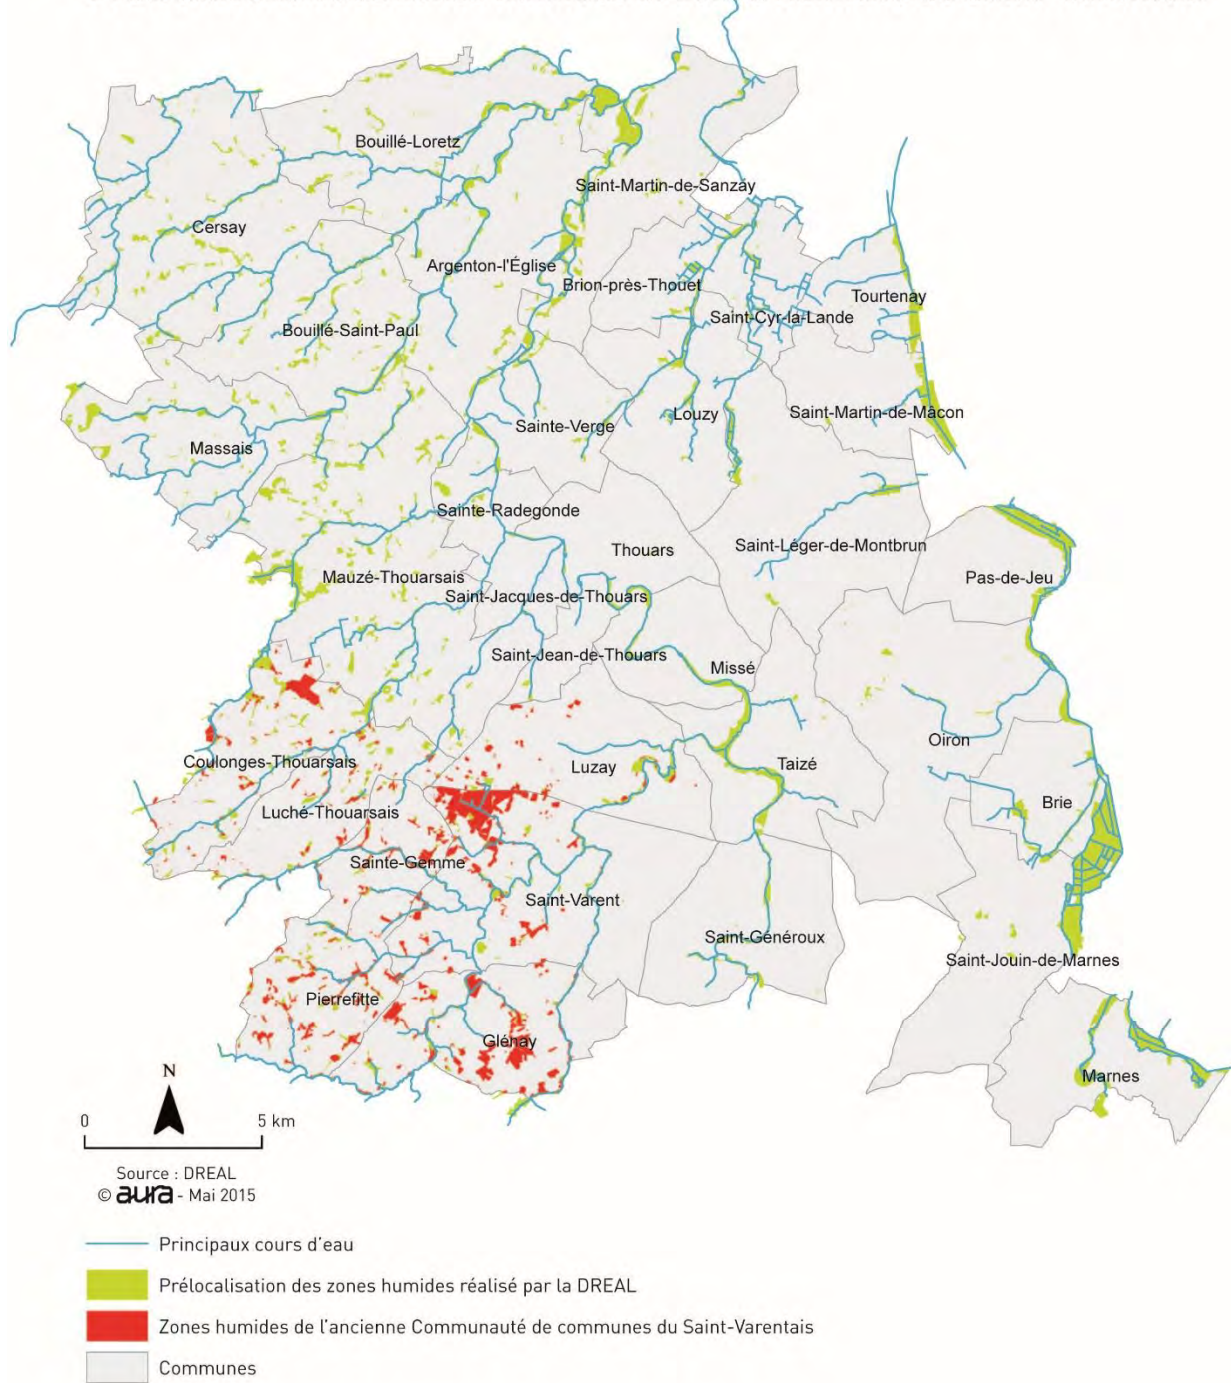 Bouillé-Loretz
Saint-Martin-de-Sanzay
Cersay
Argenton-l'Église
Brion-près-Thouet
Tourtenay
Saint-Cyr-la-Lande
Bouillé-Saint-Paul
Saint-Martin-de-Mâcon
Louzy
Sainte-Verge
Massais
Sainte-Radegonde
Thouars
Saint-Léger-de-Montbrun
Mauzé-Thouarsais
Pas-de-Jeu
Saint-Jacques-de-Thouars
Saint-Jean-de-Thouars
Missé
Oiron
Coulonges-Thouarsais
Luzay
Taizé
Brie
Luché-Thouarsais
Sainte-Gemme
Saint-Varent
Saint-Généroux
Saint-Jouin-de-Marnes
Pierrefitte
Glénay
Marnes
N
0 5 km
Source : DREAL
© aura - Mai 2015
Principaux cours d'eau
Prélocalisation des zones humides réalisé par la DREAL
Zones humides de l'ancienne Communauté de communes du Saint-Varentais
Communes